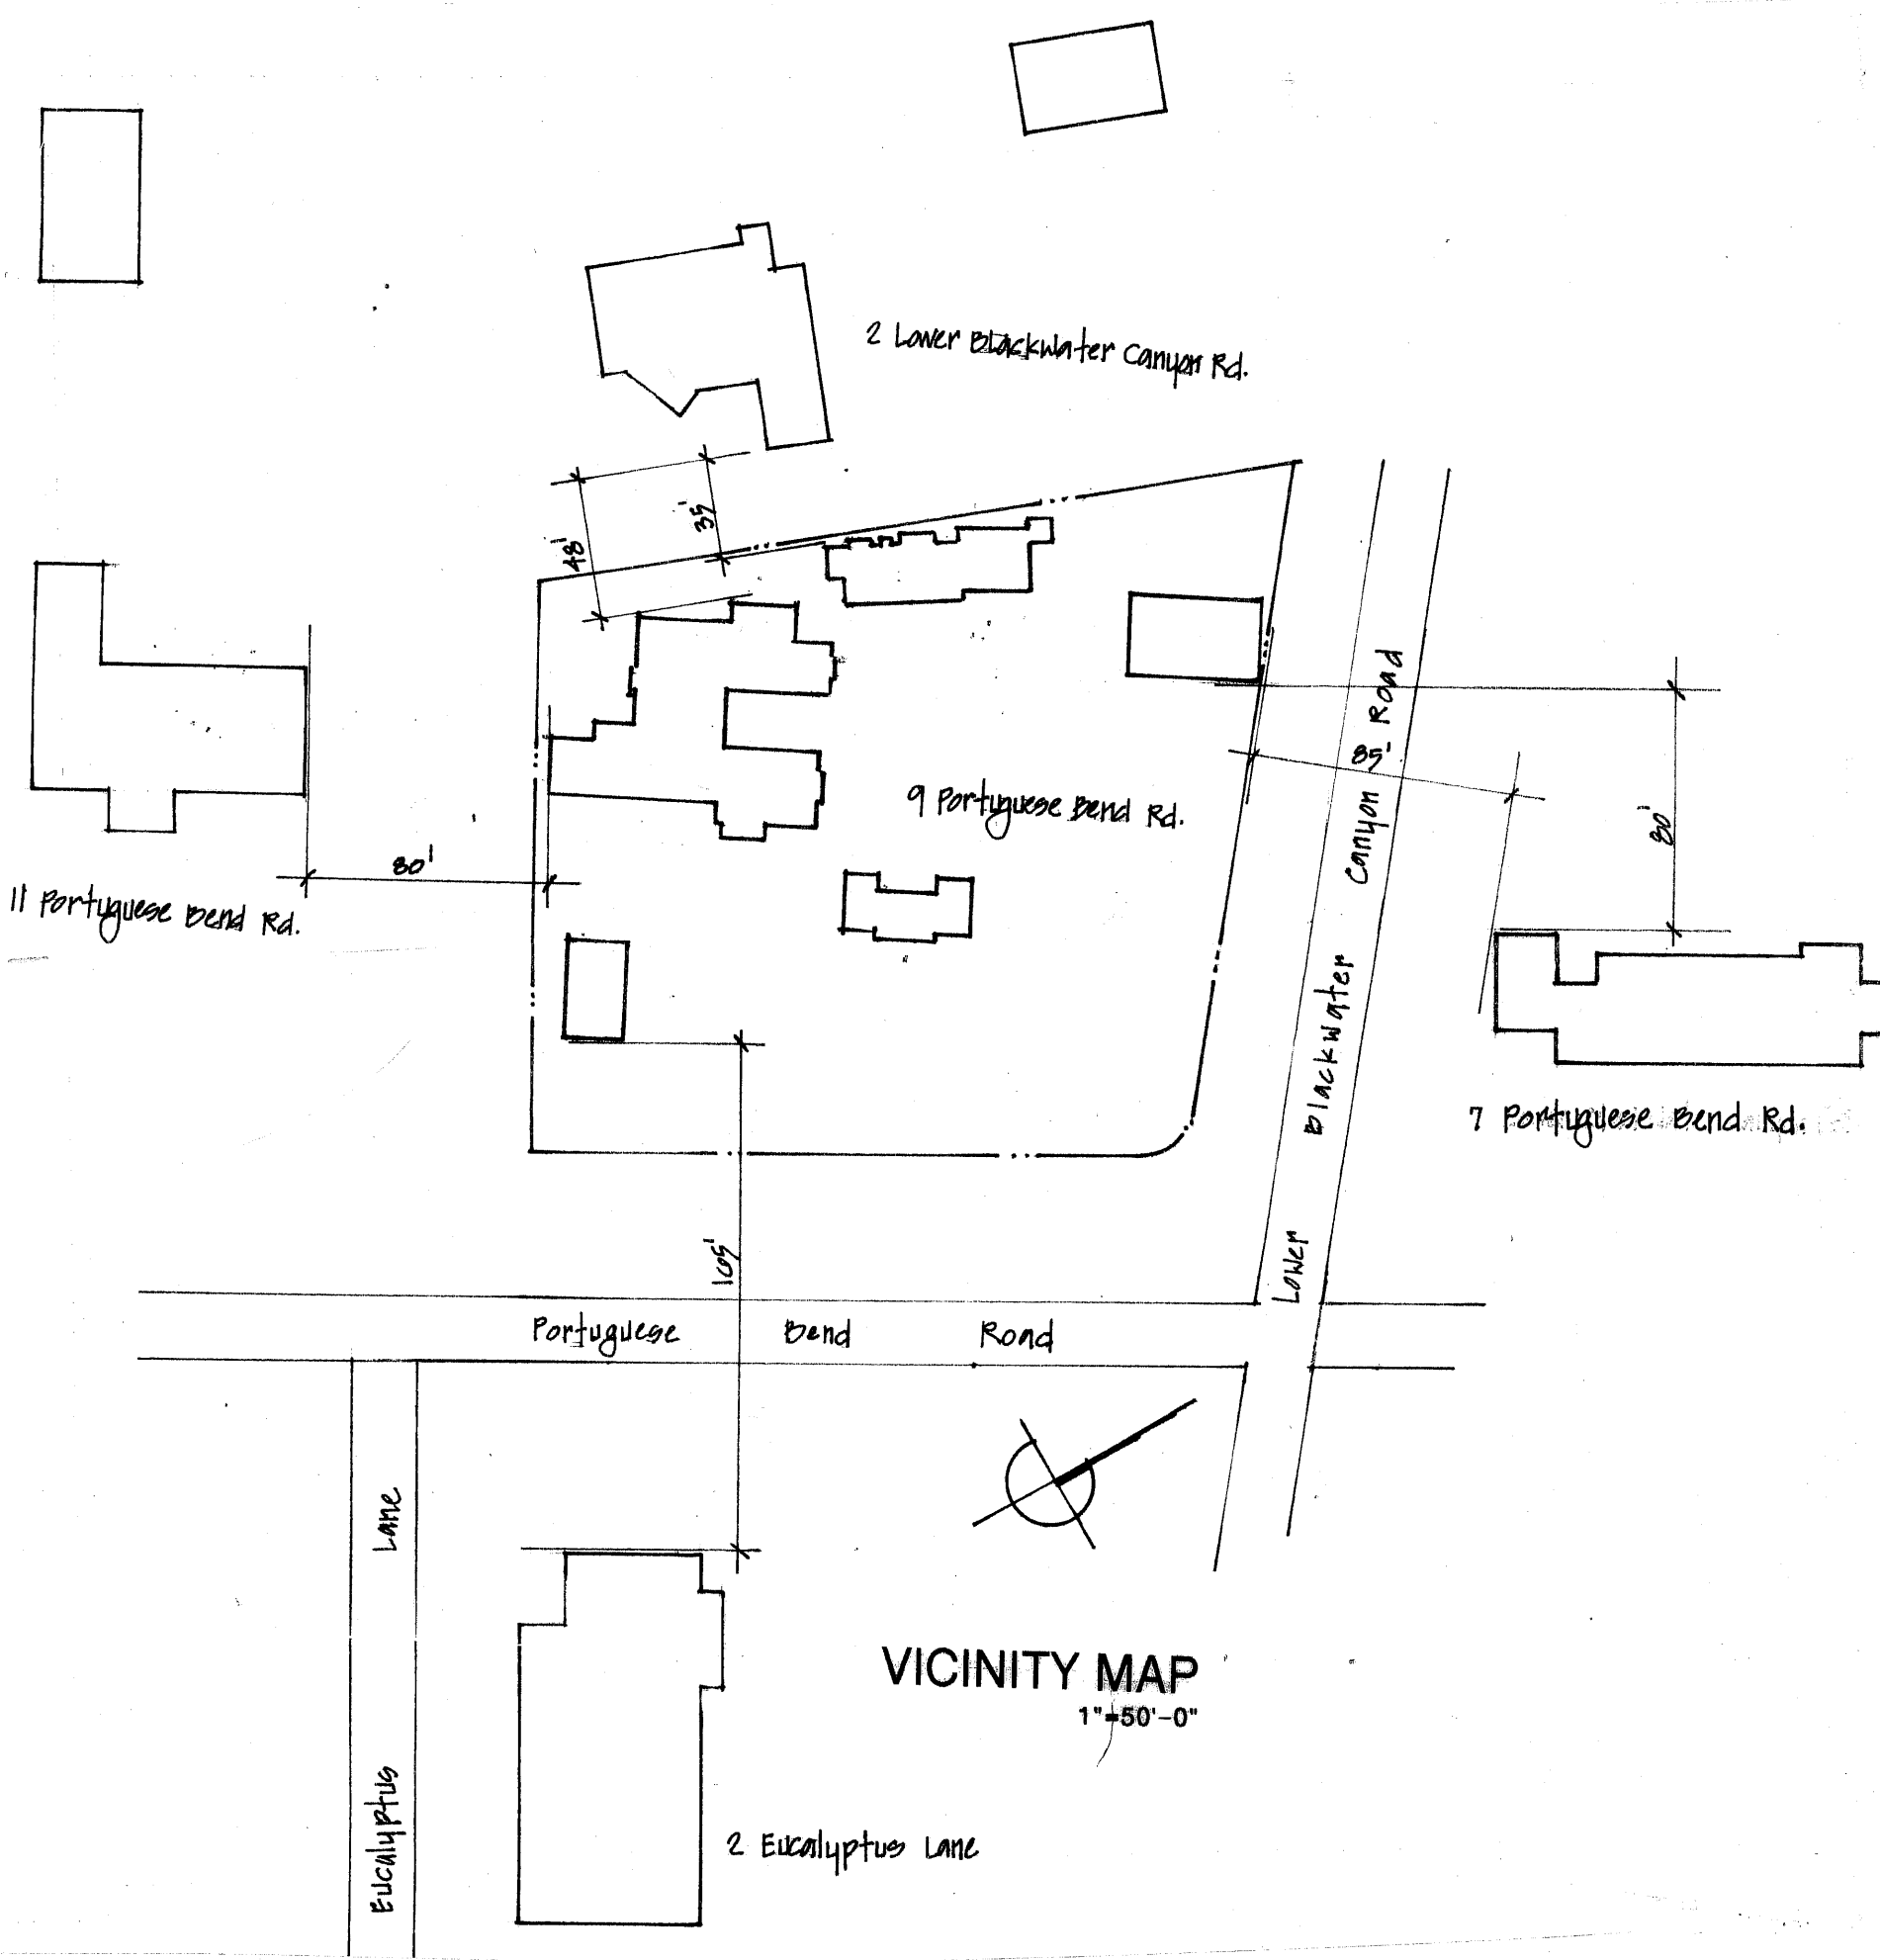 2 Lower Blackwater Canyon Rd.
35'
48'
9 Portuguese Bend Rd.
85'
80'
80'
11 Portuguese Bend Rd.
7 Portuguese Bend Rd.
Lower Blackwater Canyon Road
165'
Portuguese Bend Road
Eucalyptus Lane
VICINITY MAP
1"=50'-0"
2 Eucalyptus Lane